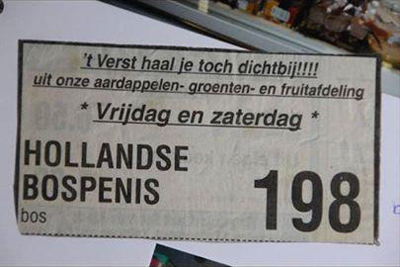 't Verst haal je toch dichtbij!!!!
uit onze aardappelen- groenten- en fruitafdeling
* Vrijdag en zaterdag *
HOLLANDSE
BOSPENIS
bos
198